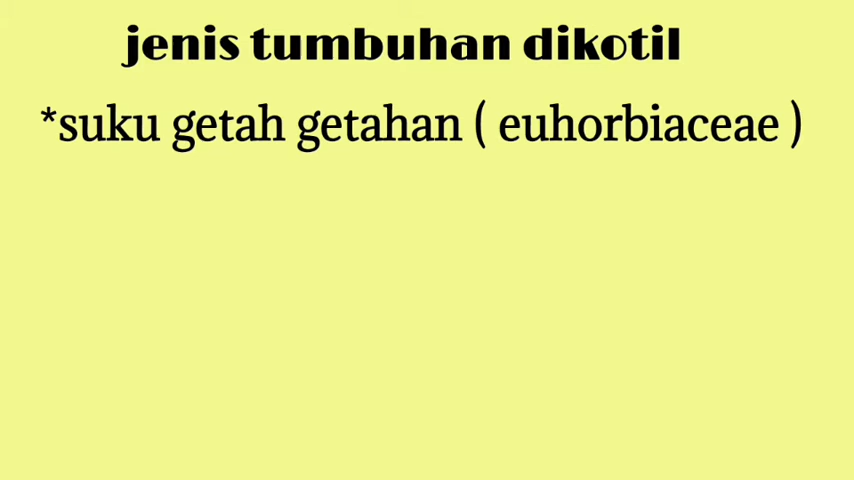 jenis tumbuhan dikotil
*suku getah getahan ( euhorbiaceae )